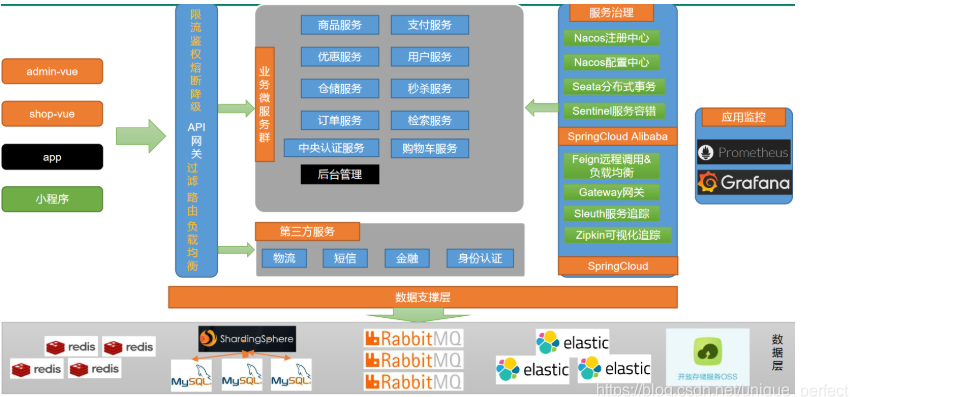 admin-vue
shop-vue
app
小程序
限流鉴权熔断降级
API
网关
过滤
路由
负载均衡
业务微服务群
商品服务
支付服务
优惠服务
用户服务
仓储服务
秒杀服务
订单服务
检索服务
中央认证服务
购物车服务
后台管理
第三方服务
物流
短信
金融
身份认证
服务治理
Nacos注册中心
Nacos配置中心
Seata分布式事务
Sentinel服务容错
SpringCloud Alibaba
Feign远程调用&
负载均衡
Gateway网关
Sleuth服务追踪
Zipkin可视化追踪
SpringCloud
应用监控
Prometheus
Grafana
数据支撑层
redis
redis
redis
redis
ShardingSphere
MySQL
MySQL
MySQL
RabbitMQ
RabbitMQ
RabbitMQ
elastic
elastic
elastic
开放存储服务OSS
数据层
https://blog.csdn.net/unique_perfect